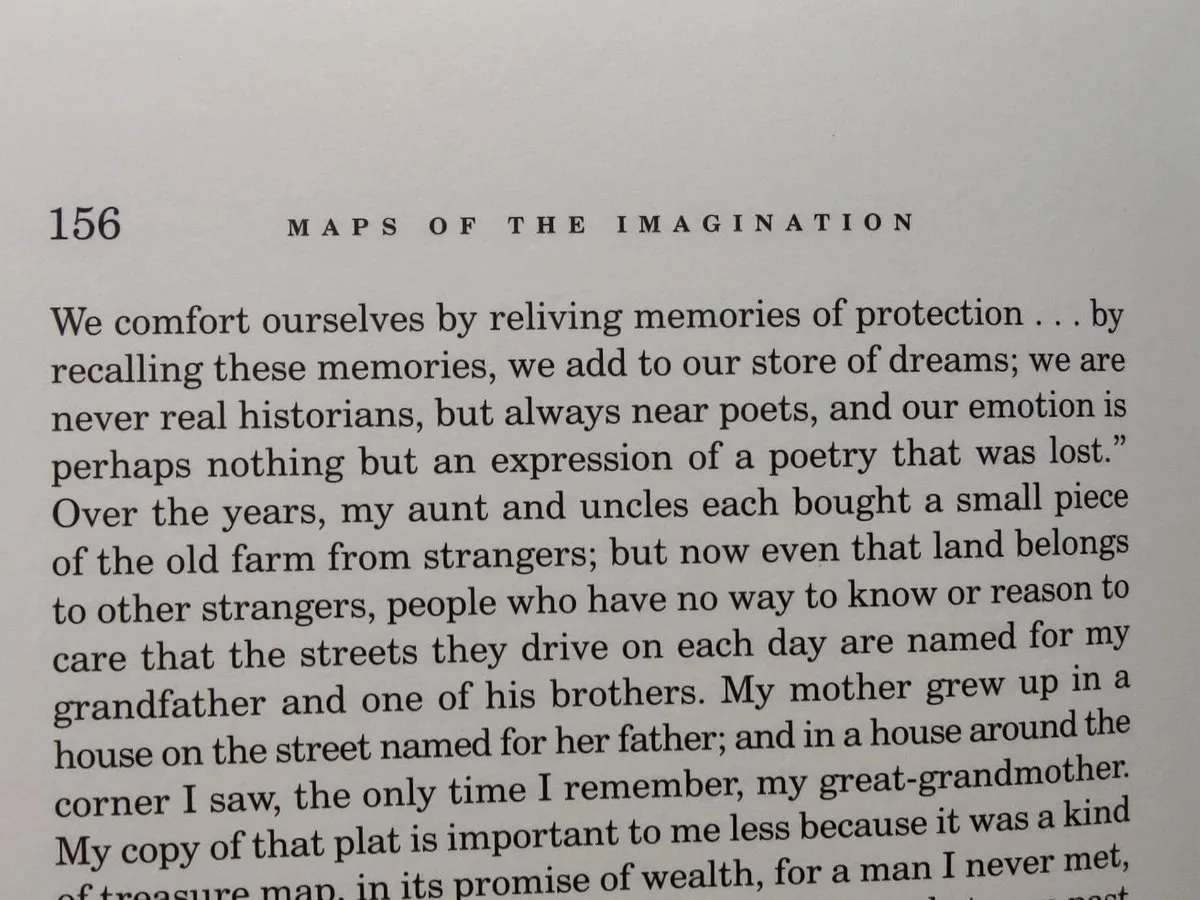 156 MAPS OF THE IMAGINATION
We comfort ourselves by reliving memories of protection . . . by
recalling these memories, we add to our store of dreams; we are
never real historians, but always near poets, and our emotion is
perhaps nothing but an expression of a poetry that was lost.”
Over the years, my aunt and uncles each bought a small piece
of the old farm from strangers; but now even that land belongs
to other strangers, people who have no way to know or reason to
care that the streets they drive on each day are named for my
grandfather and one of his brothers. My mother grew up in a
house on the street named for her father; and in a house around the
corner I saw, the only time I remember, my great-grandmother.
My copy of that plat is important to me less because it was a kind
of treasure map, in its promise of wealth, for a man I never met,